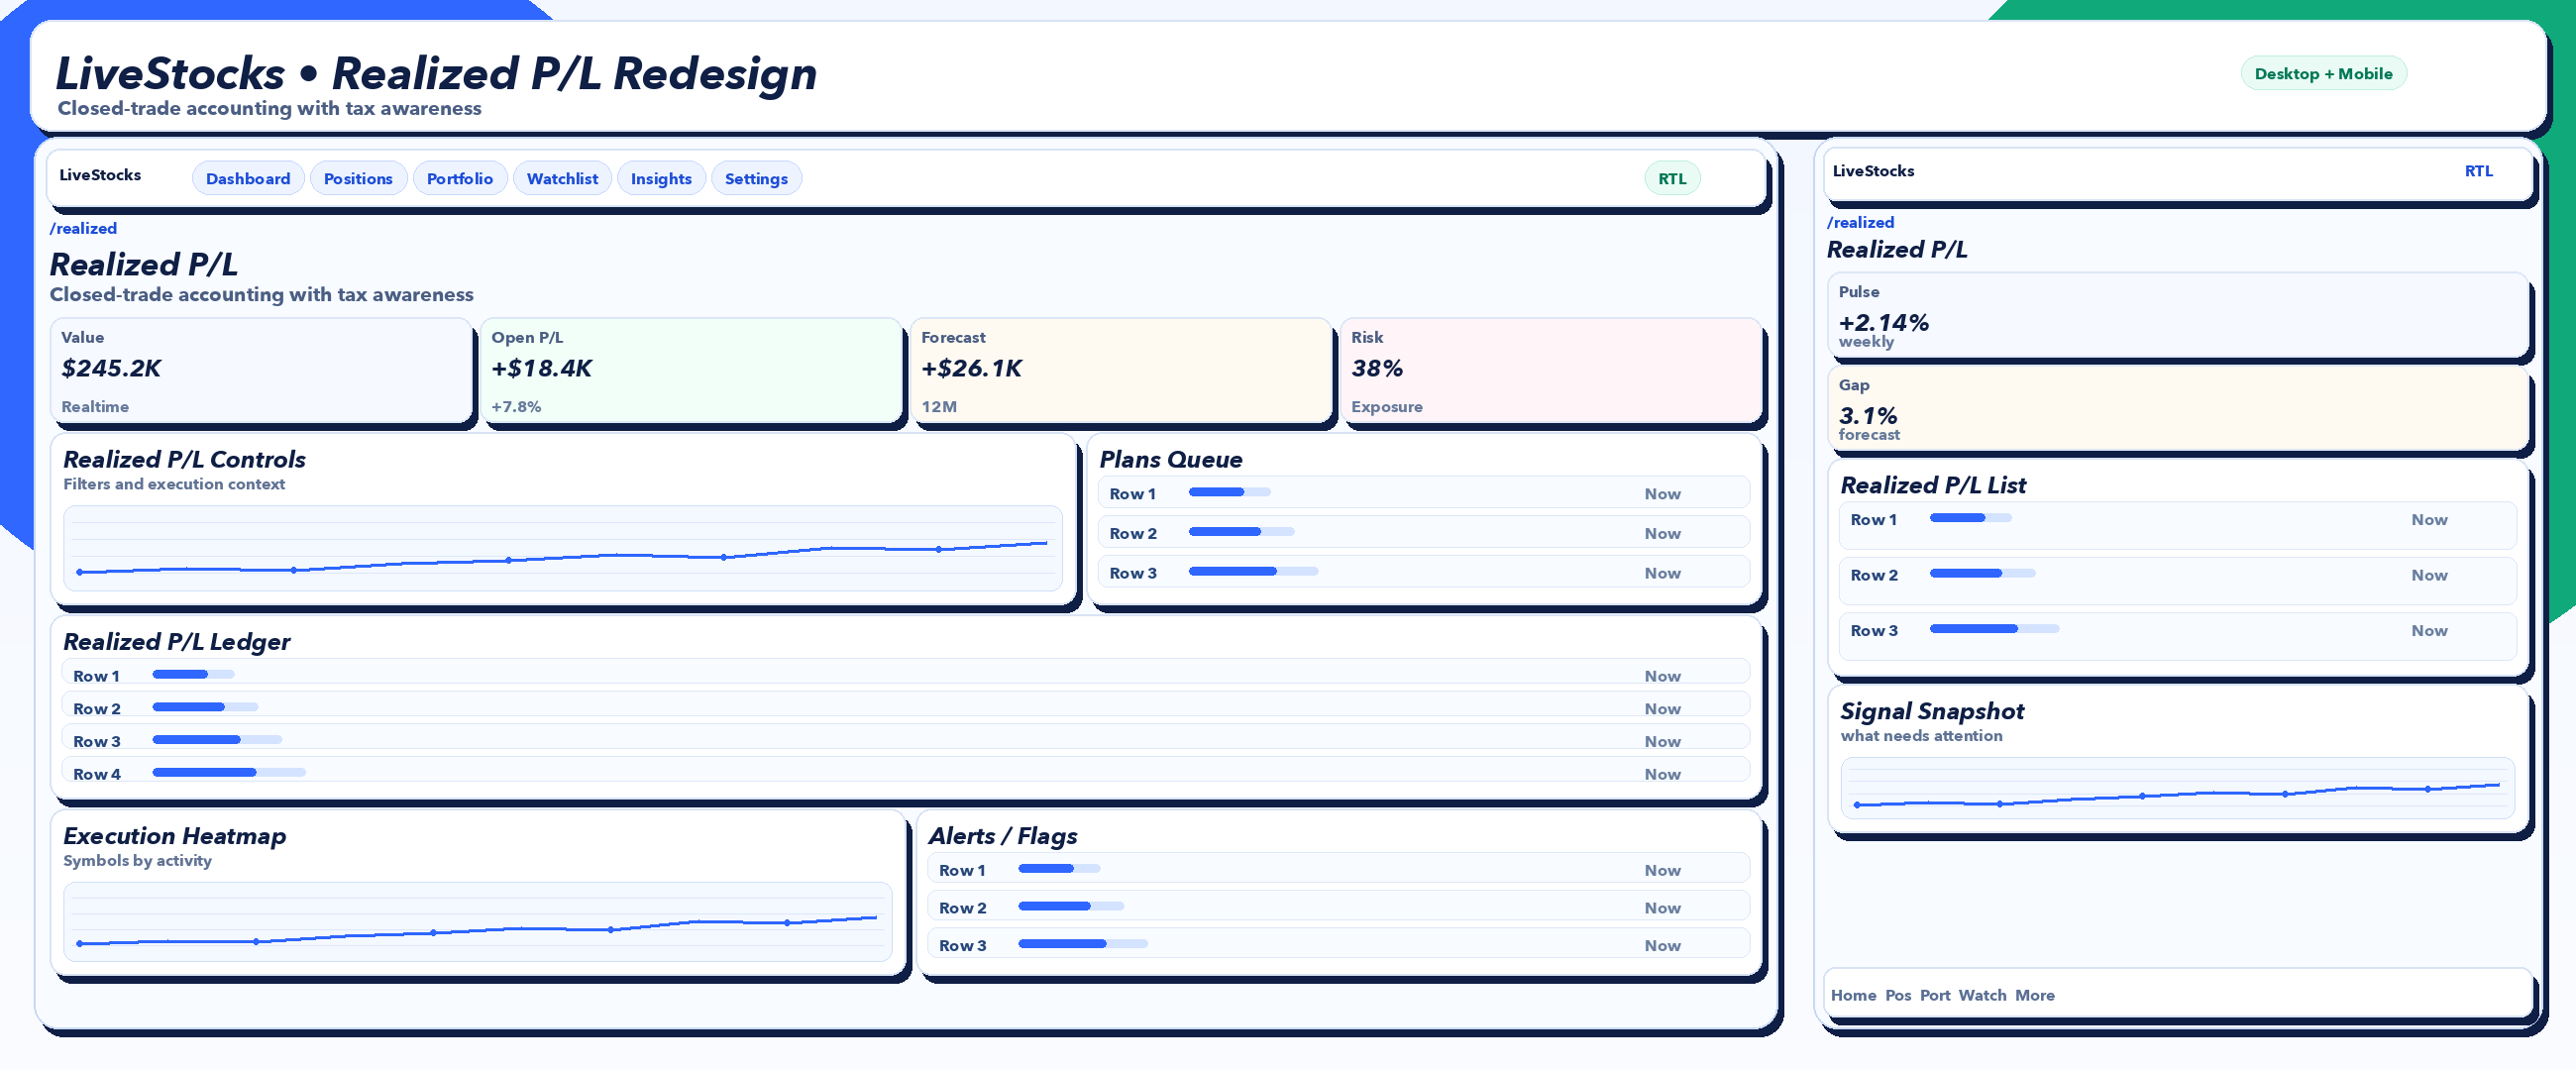 LiveStocks • Realized P/L Redesign
Closed-trade accounting with tax awareness
Desktop + Mobile
LiveStocks Dashboard Positions Portfolio Watchlist Insights Settings RTL
/realized
Realized P/L
Closed-trade accounting with tax awareness
Value
$245.2K
Realtime
Open P/L
+$18.4K
+7.8%
Forecast
+$26.1K
12M
Risk
38%
Exposure
Realized P/L Controls
Filters and execution context
Plans Queue
Row 1 Now
Row 2 Now
Row 3 Now
Realized P/L Ledger
Row 1 Now
Row 2 Now
Row 3 Now
Row 4 Now
Execution Heatmap
Symbols by activity
Alerts / Flags
Row 1 Now
Row 2 Now
Row 3 Now
LiveStocks RTL
/realized
Realized P/L
Pulse
+2.14%
weekly
Gap
3.1%
forecast
Realized P/L List
Row 1 Now
Row 2 Now
Row 3 Now
Signal Snapshot
what needs attention
Home Pos Port Watch More